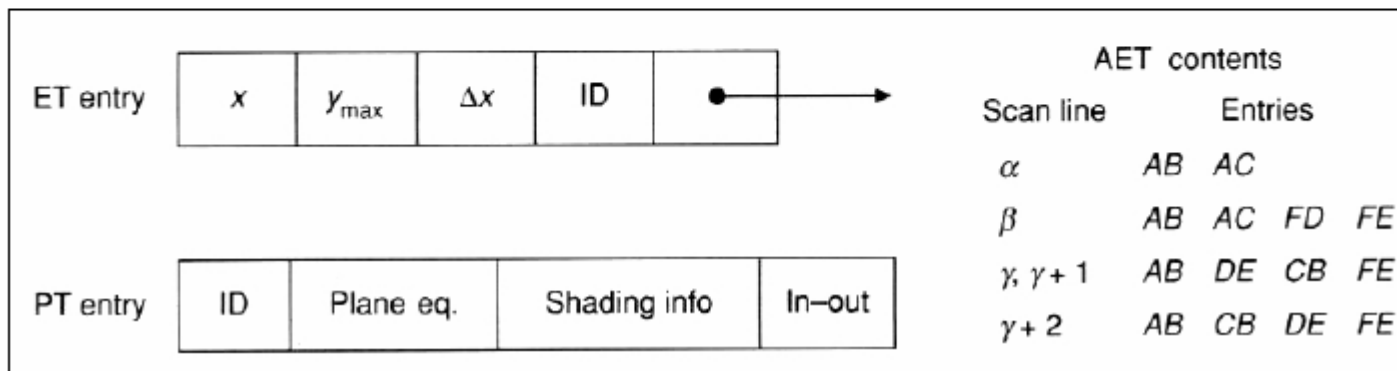 ET entry x y_max Δx ID
PT entry ID Plane eq. Shading info In–out
AET contents
Scan line Entries
α AB AC
β AB AC FD FE
γ, γ + 1 AB DE CB FE
γ + 2 AB CB DE FE